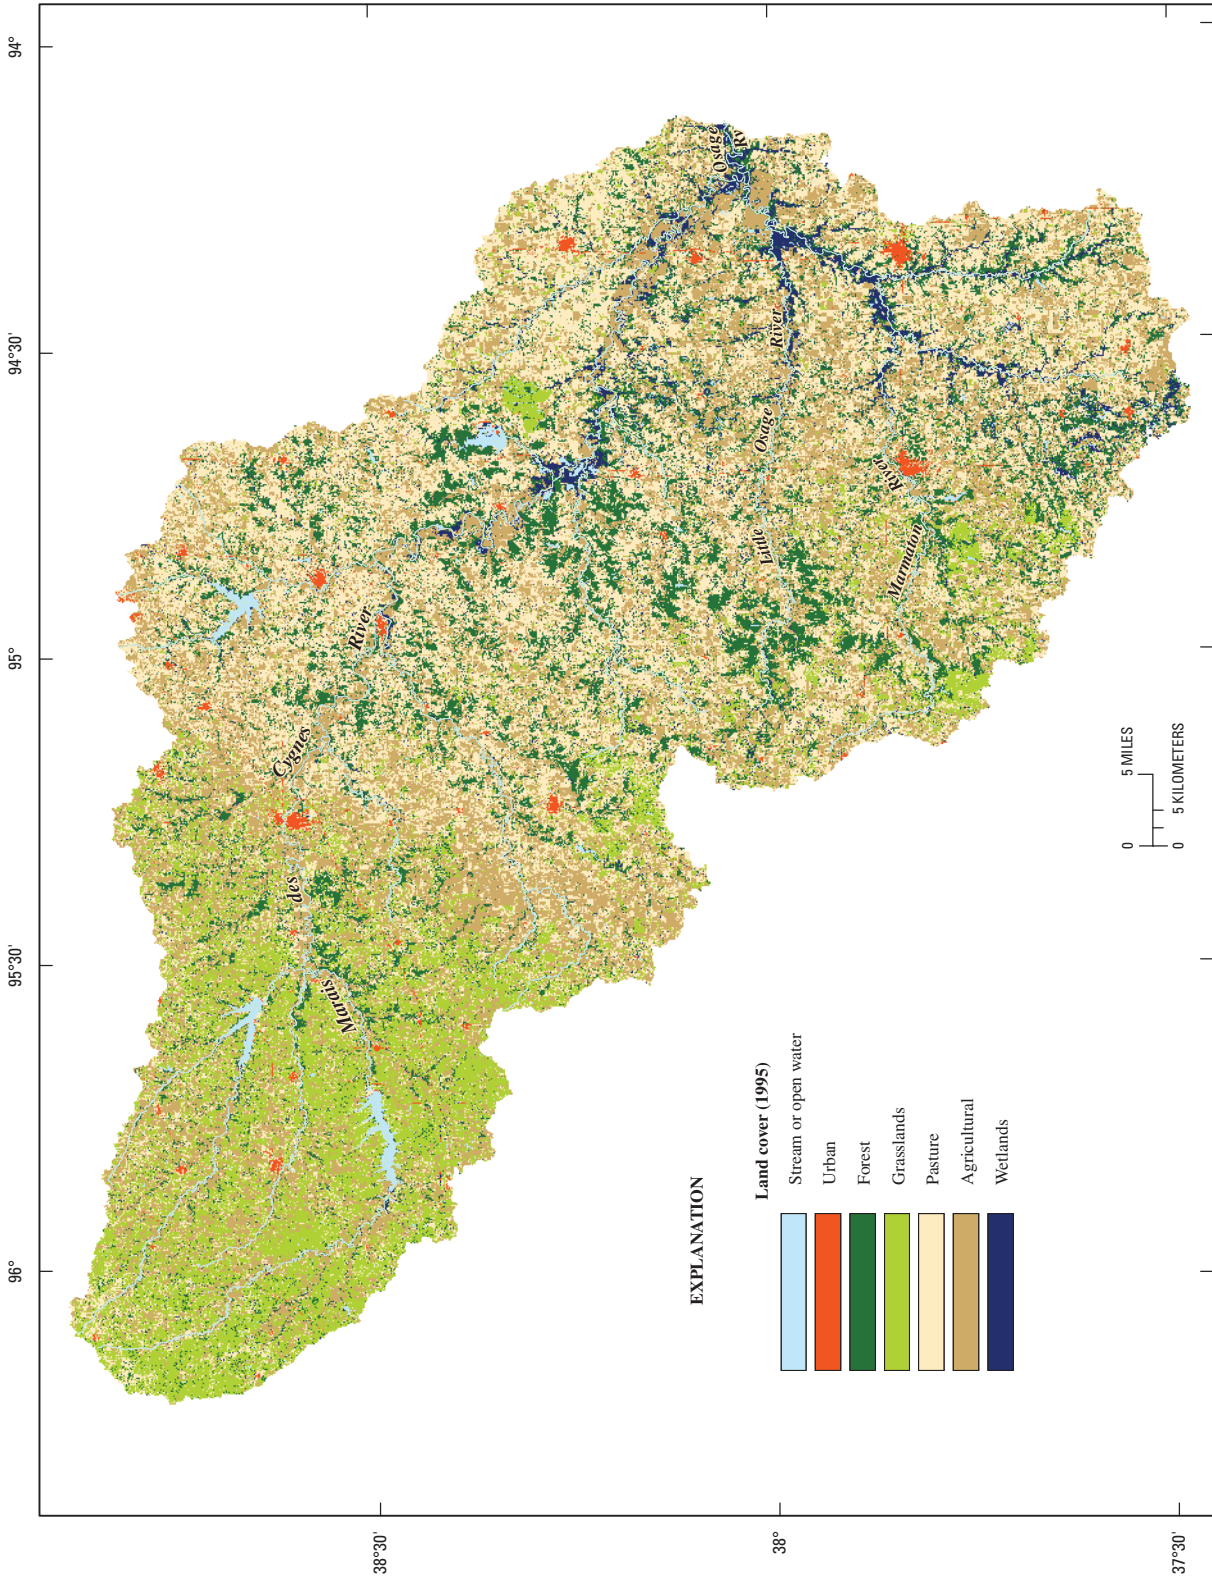 96°
95°30'
95°
94°30'
94°
38°30'
38°
37°30'
Marais
des
Cygnes
River
Little
Osage
River
Marmaton
River
Osage
Rv
EXPLANATION
Land cover (1995)
Stream or open water
Urban
Forest
Grasslands
Pasture
Agricultural
Wetlands
0 5 MILES
0 5 KILOMETERS